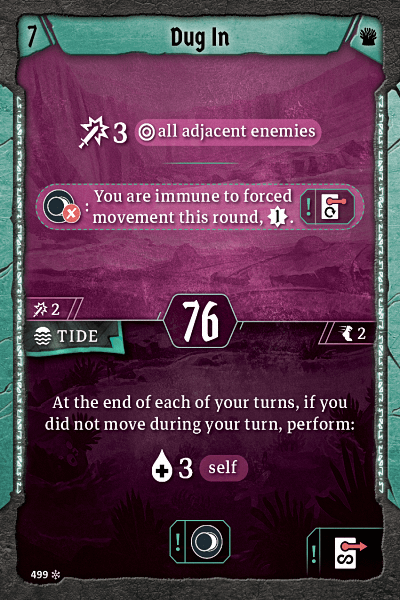 7
Dug In
3 all adjacent enemies
: You are immune to forced
movement this round, 1.
!
2
76
TIDE
2
At the end of each of your turns, if you
did not move during your turn, perform:
3 self
!
!
499